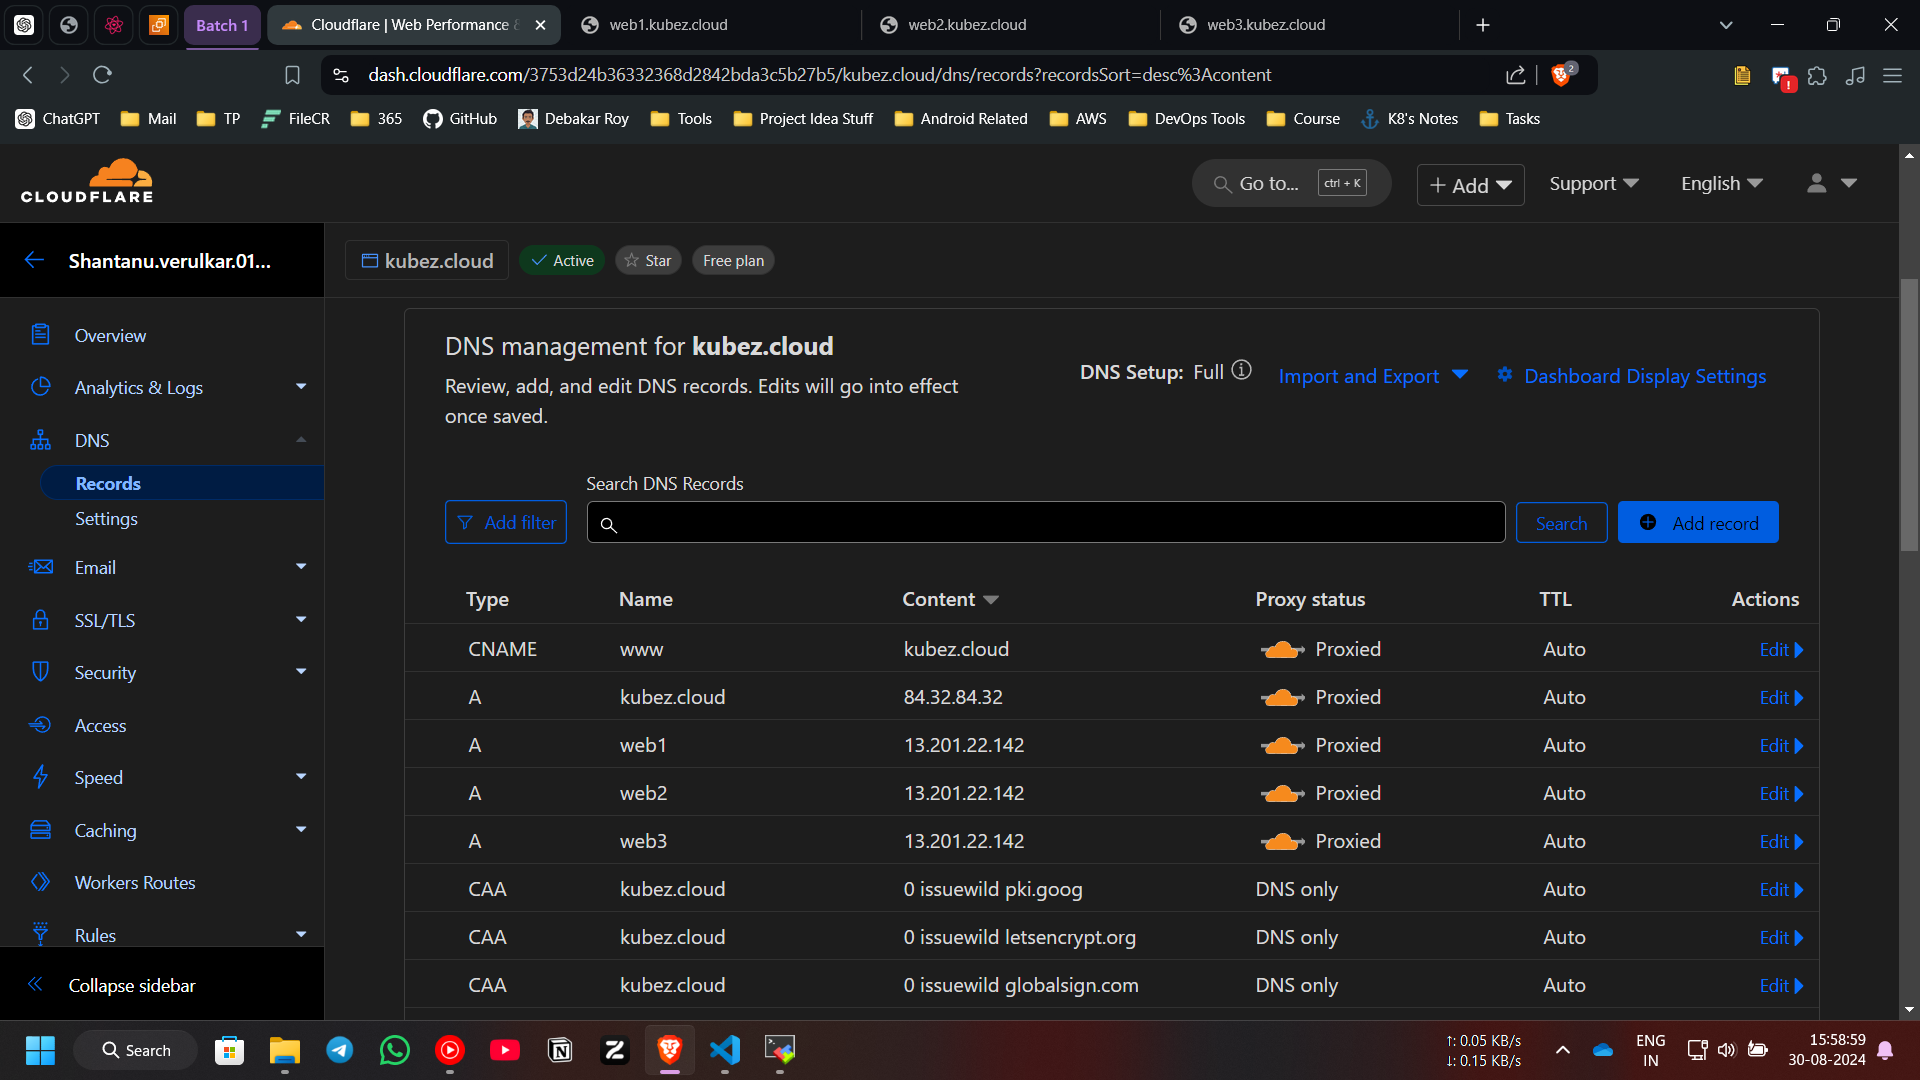 Batch 1
Cloudflare | Web Performance &
web1.kubez.cloud
web2.kubez.cloud
web3.kubez.cloud
dash.cloudflare.com/3753d24b36332368d2842bda3c5b27b5/kubez.cloud/dns/records?recordsSort=desc%3Acontent
2
!
ChatGPT
Mail
TP
FileCR
365
GitHub
Debakar Roy
Tools
Project Idea Stuff
Android Related
AWS
DevOps Tools
Course
K8's Notes
Tasks
CLOUDFLARE
Go to...
ctrl + K
+ Add
Support
English
Shantanu.verulkar.01...
kubez.cloud
Active
Star
Free plan
Overview
Analytics & Logs
DNS
Records
Settings
Email
SSL/TLS
Security
Access
Speed
Caching
Workers Routes
Rules
Collapse sidebar
DNS management for kubez.cloud
Review, add, and edit DNS records. Edits will go into effect
once saved.
DNS Setup: Full
Import and Export
Dashboard Display Settings
Search DNS Records
Add filter
Search
Add record
Type Name Content Proxy status TTL Actions
CNAME www kubez.cloud Proxied Auto Edit
A kubez.cloud 84.32.84.32 Proxied Auto Edit
A web1 13.201.22.142 Proxied Auto Edit
A web2 13.201.22.142 Proxied Auto Edit
A web3 13.201.22.142 Proxied Auto Edit
CAA kubez.cloud 0 issuewild pki.goog DNS only Auto Edit
CAA kubez.cloud 0 issuewild letsencrypt.org DNS only Auto Edit
CAA kubez.cloud 0 issuewild globalsign.com DNS only Auto Edit
Search
↑: 0.05 KB/s
↓: 0.15 KB/s
ENG
IN
15:58:59
30-08-2024